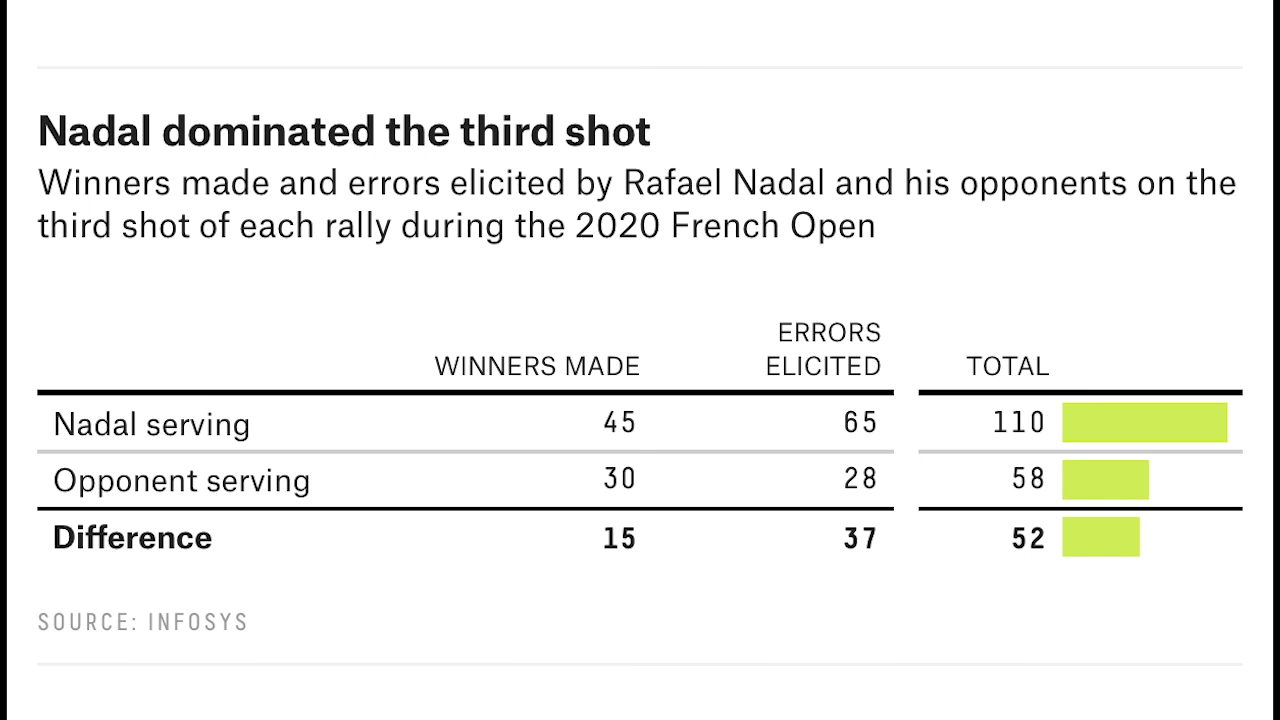 Nadal dominated the third shot
Winners made and errors elicited by Rafael Nadal and his opponents on the
third shot of each rally during the 2020 French Open
WINNERS MADE ERRORS ELICITED TOTAL
Nadal serving 45 65 110
Opponent serving 30 28 58
Difference 15 37 52
SOURCE: INFOSYS